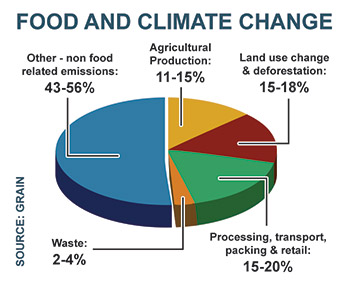 FOOD AND CLIMATE CHANGE
Other - non food
related emissions:
43-56%
Agricultural
Production:
11-15%
Land use change
& deforestation:
15-18%
Waste:
2-4%
Processing, transport,
packing & retail:
15-20%
SOURCE: GRAIN